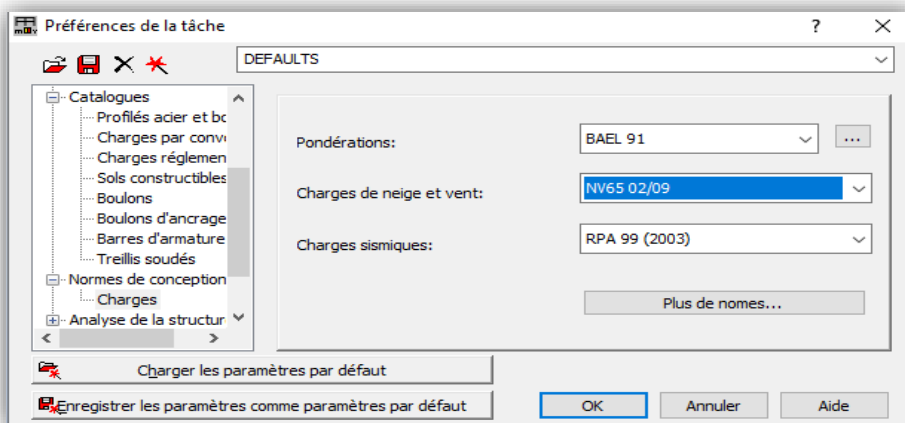 Préférences de la tâche
?
DEFAULTS
Catalogues
Profilés acier et bc
Charges par conve
Charges réglemen
Sols constructibles
Boulons
Boulons d'ancrage
Barres d'armature
Treillis soudés
Normes de conception
Charges
Analyse de la structur
Pondérations:
BAEL 91
...
Charges de neige et vent:
NV65 02/09
Charges sismiques:
RPA 99 (2003)
Plus de nomes...
Charger les paramètres par défaut
Enregistrer les paramètres comme paramètres par défaut
OK
Annuler
Aide